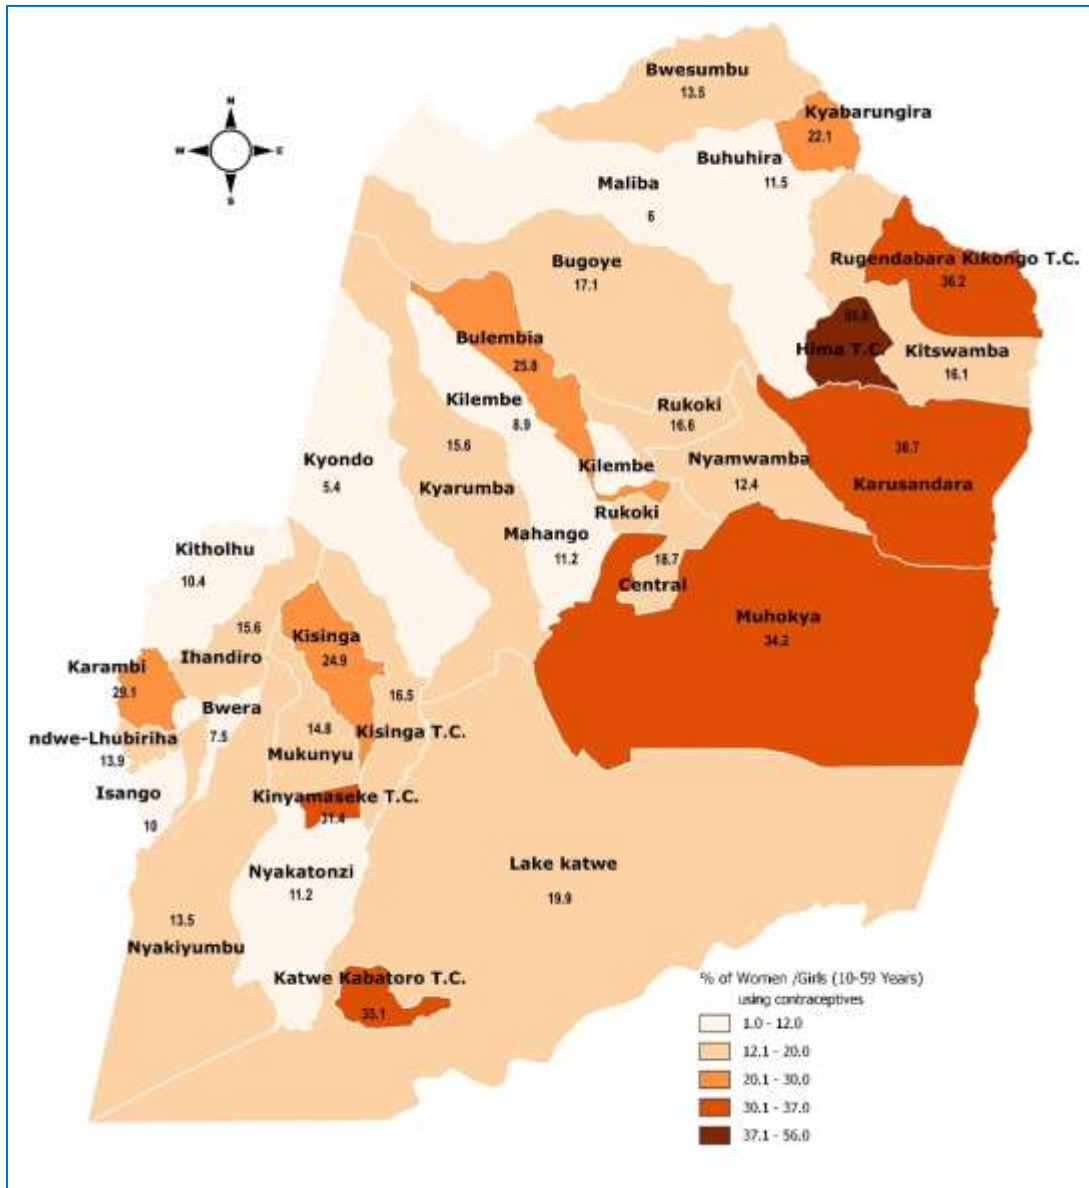 Bwesumbu
13.5
N
W
E
S
Kyabarungira
22.1
Buhuhira
11.5
Maliba
6
Bugoye
17.1
Rugendabara Kikongo T.C.
36.2
Hima T.C.
Kitswamba
16.1
Bulembia
25.8
Kilembe
8.9
Rukoki
16.6
15.6
Kyarumba
Kyondo
5.4
Kilembe
Nyamwamba
12.4
36.7
Karusandara
Rukoki
Mahango
11.2
18.7
Central
Muhokya
34.2
Kitholhu
10.4
15.6
Ihandiro
Kisinga
24.9
Karambi
29.1
Bwera
7.5
16.5
Kisinga T.C.
ndwe-Lhubiriha
13.9
14.8
Mukunyu
Isango
10
Kinyamaseke T.C.
31.4
Nyakatonzi
11.2
Lake katwe
19.9
13.5
Nyakiyumbu
Katwe Kabatoro T.C.
35.1
% of Women /Girls (10-59 Years)
using contraceptives
1.0 - 12.0
12.1 - 20.0
20.1 - 30.0
30.1 - 37.0
37.1 - 56.0